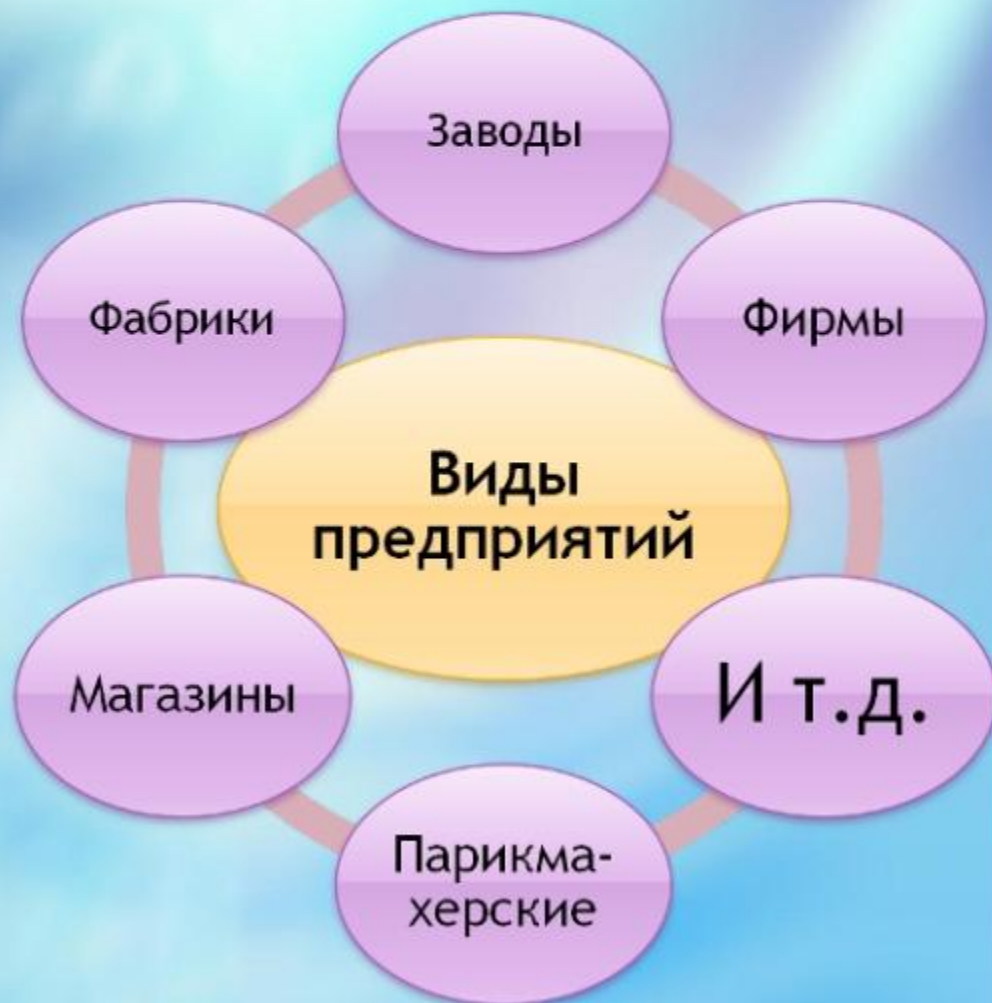 Заводы
Фирмы
И т.д.
Парикма-
херские
Магазины
Фабрики
Виды
предприятий